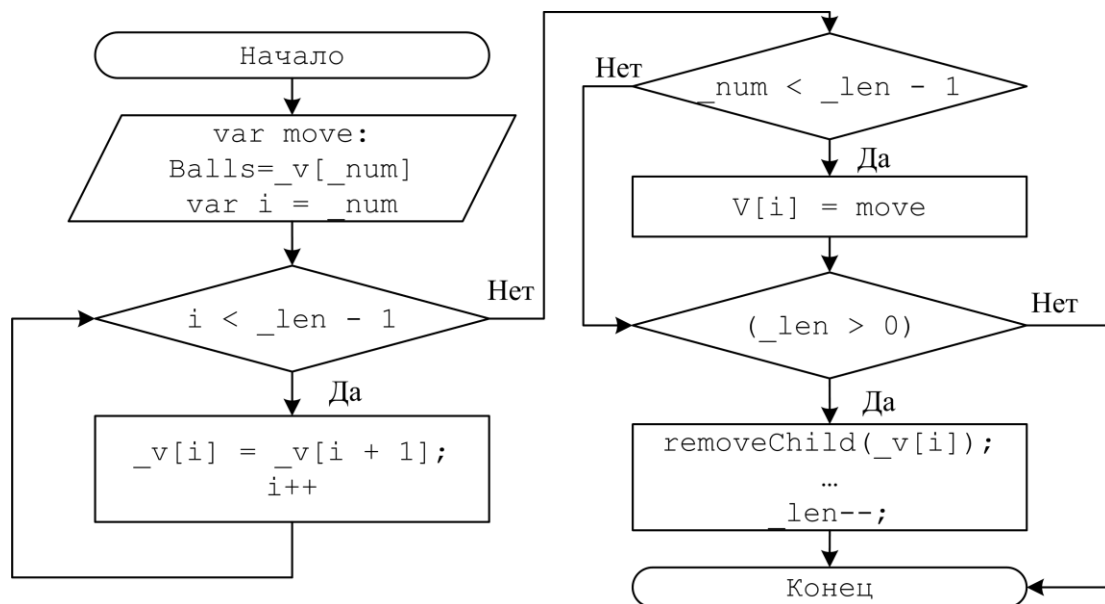 Начало
var move:
Balls=_v[_num]
var i = _num
i < _len - 1
Нет
Да
_v[i] = _v[i + 1];
i++
Нет
_num < _len - 1
Да
V[i] = move
(_len > 0)
Нет
Да
removeChild(_v[i]);
…
_len--;
Конец